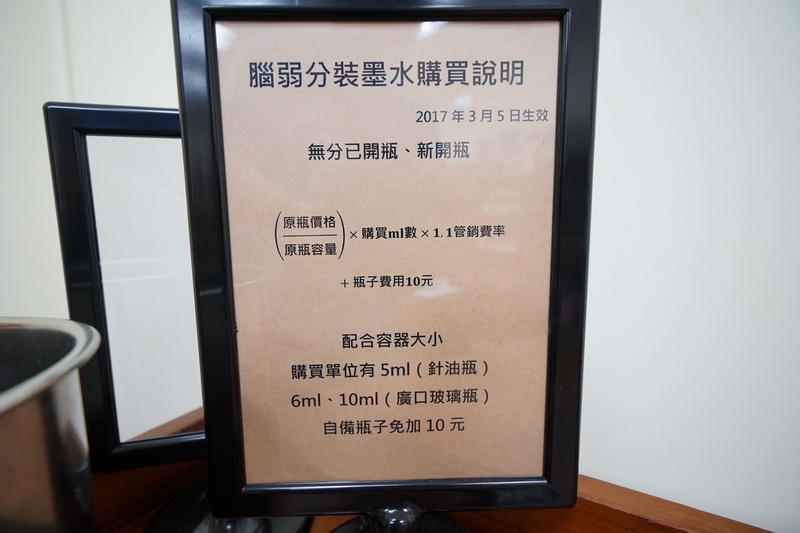 腦弱分裝墨水購買說明
2017 年 3 月 5 日生效
無分已開瓶、新開瓶
(原瓶價格/原瓶容量) × 購買ml數 × 1.1管銷費率
+ 瓶子費用10元
配合容器大小
購買單位有 5ml（針油瓶）
6ml、10ml（廣口玻璃瓶）
自備瓶子免加 10 元